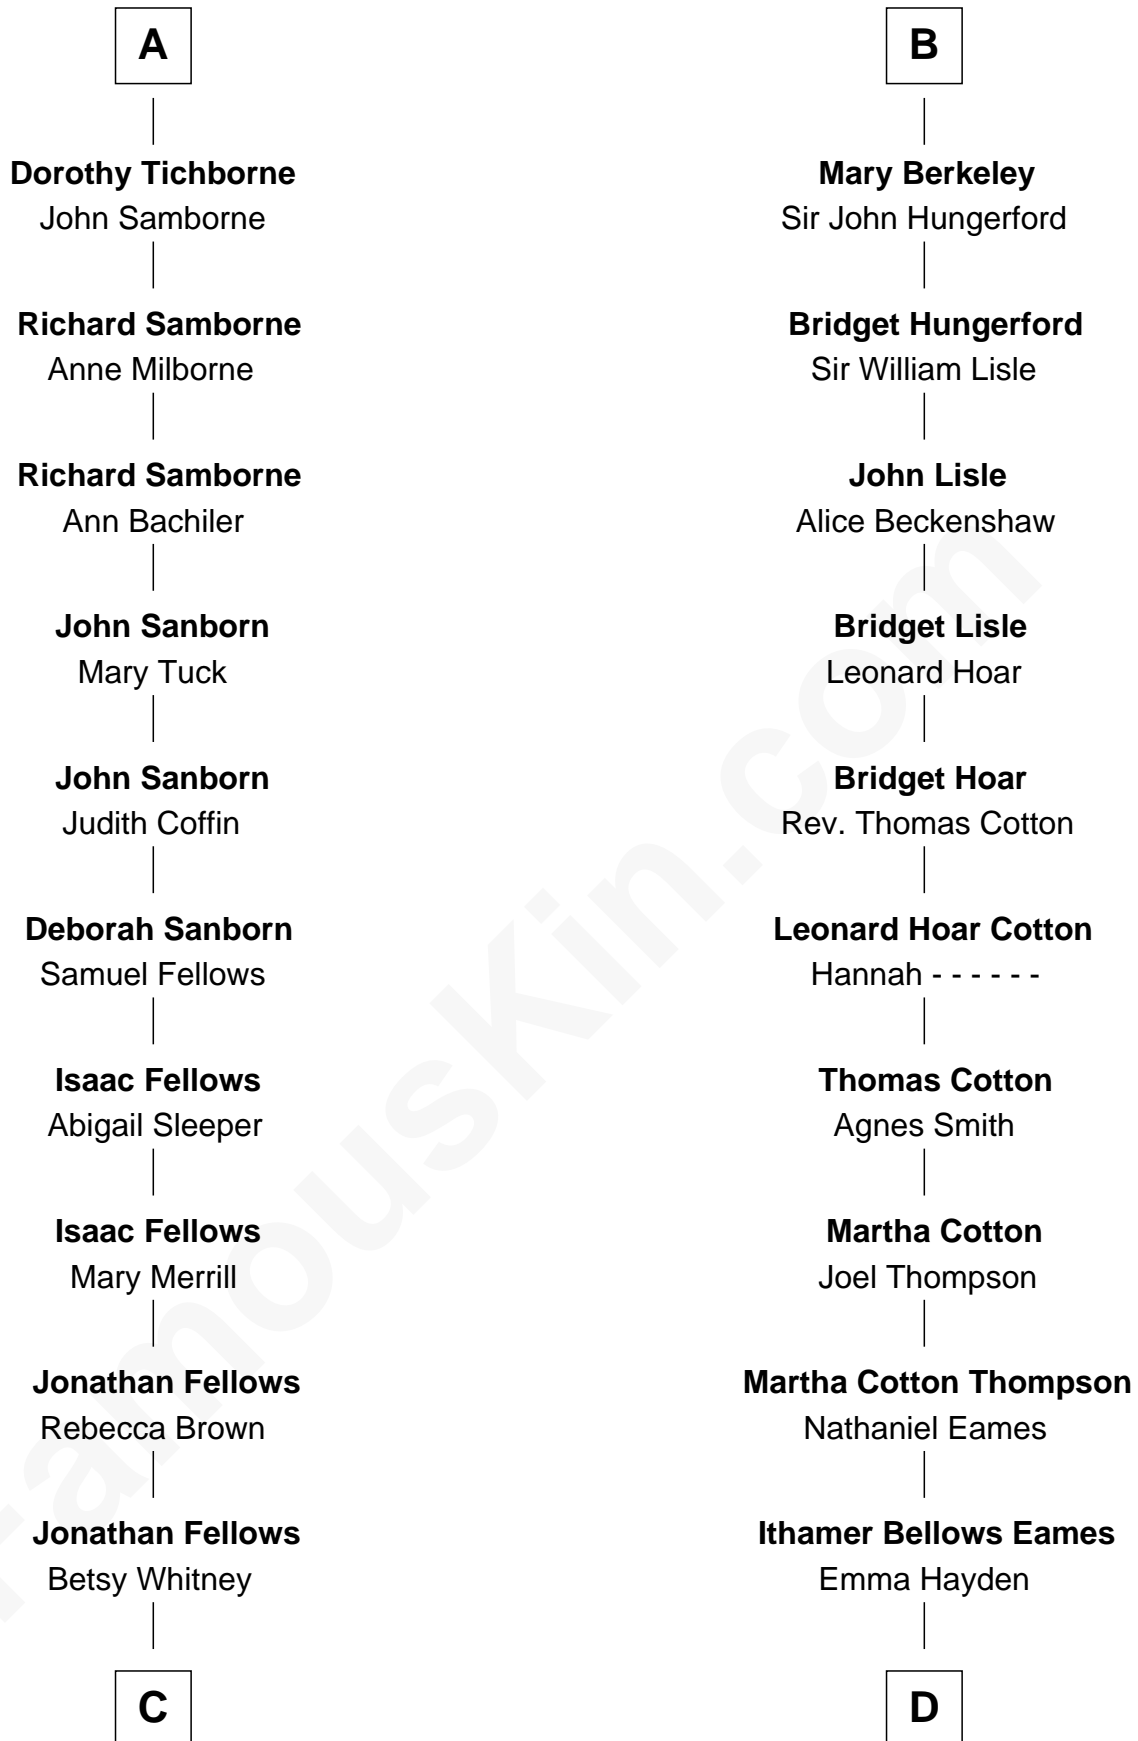 A
Dorothy Tichborne
John Samborne
Richard Samborne
Anne Milborne
Richard Samborne
Ann Bachiler
John Sanborn
Mary Tuck
John Sanborn
Judith Coffin
Deborah Sanborn
Samuel Fellows
Isaac Fellows
Abigail Sleeper
Isaac Fellows
Mary Merrill
Jonathan Fellows
Rebecca Brown
Jonathan Fellows
Betsy Whitney
C
B
Mary Berkeley
Sir John Hungerford
Bridget Hungerford
Sir William Lisle
John Lisle
Alice Beckenshaw
Bridget Lisle
Leonard Hoar
Bridget Hoar
Rev. Thomas Cotton
Leonard Hoar Cotton
Hannah - - - - - -
Thomas Cotton
Agnes Smith
Martha Cotton
Joel Thompson
Martha Cotton Thompson
Nathaniel Eames
Ithamer Bellows Eames
Emma Hayden
D
FamousKin.com